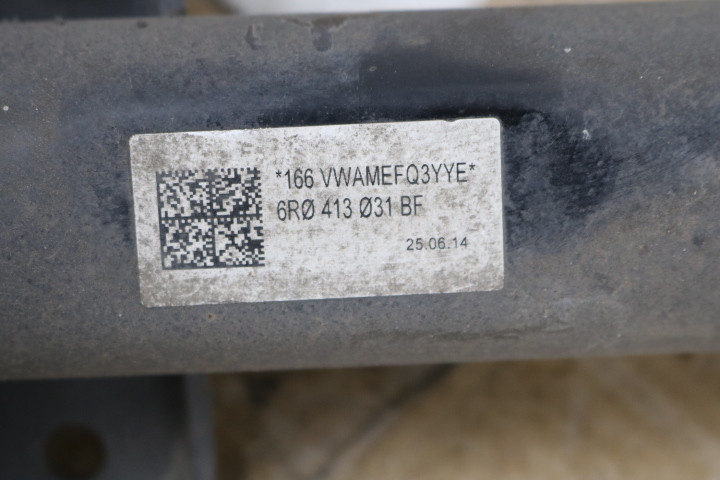 *166 VWAMEFQ3YYE*
6RØ 413 Ø31 BF
25.06.14